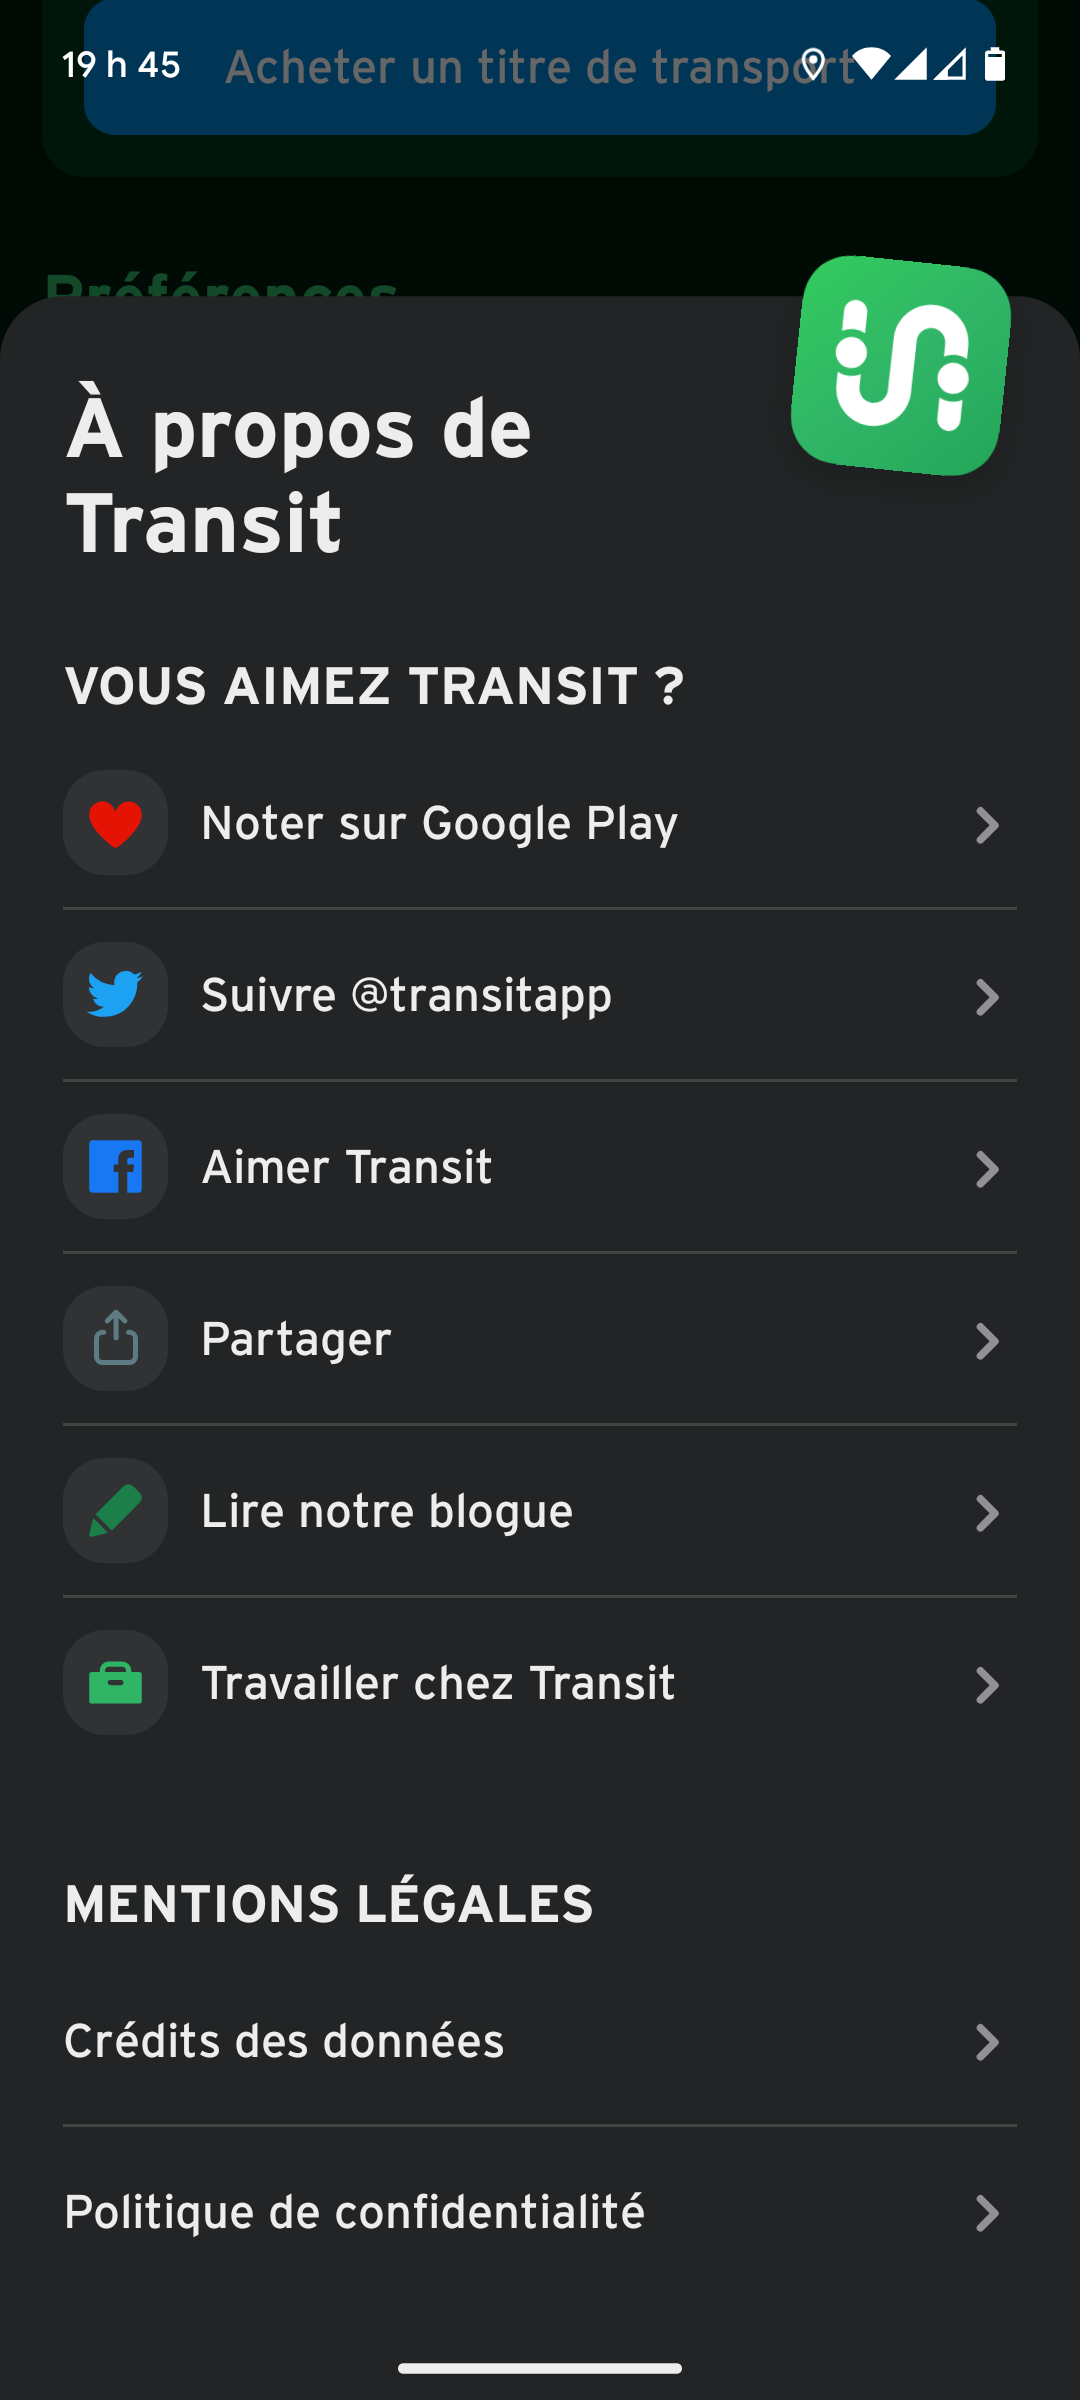 19 h 45
Acheter un titre de transport
Préférences
À propos de
Transit
VOUS AIMEZ TRANSIT ?
Noter sur Google Play
Suivre @transitapp
Aimer Transit
Partager
Lire notre blogue
Travailler chez Transit
MENTIONS LÉGALES
Crédits des données
Politique de confidentialité